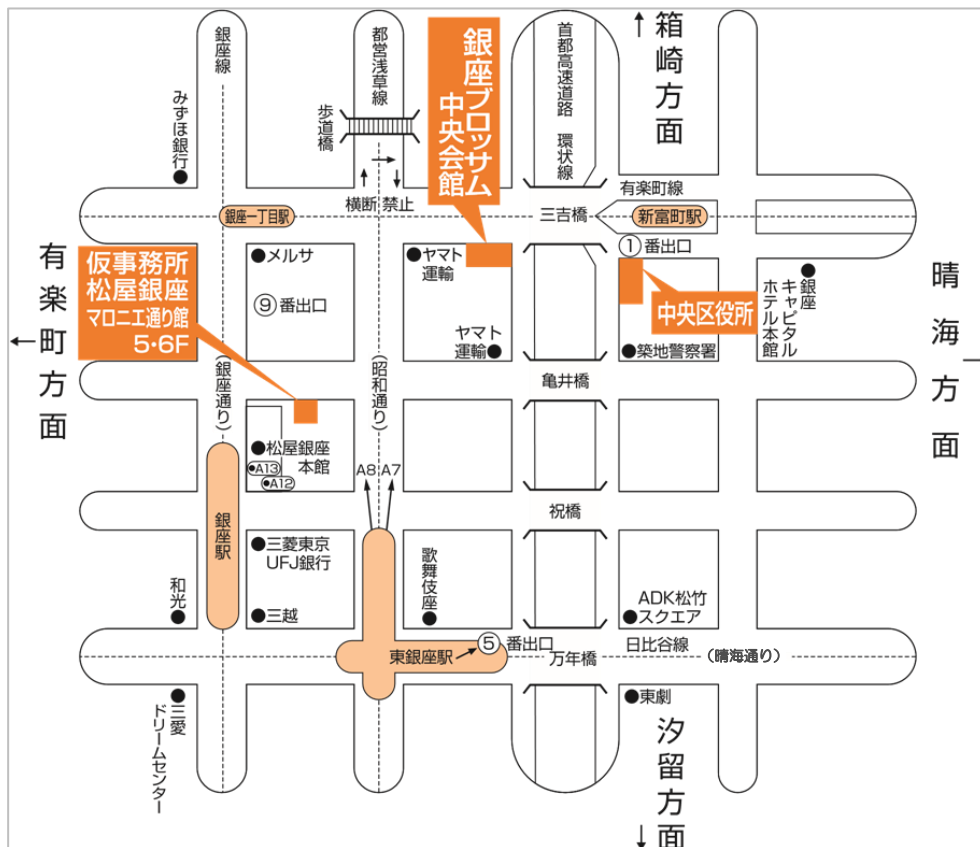 銀座線
都営浅草線
銀座ブロッサム
中央会館
首都高速道路 環状線
↑箱崎方面
みずほ銀行
歩道橋
横断禁止
三吉橋
有楽町線
銀座一丁目駅
新富町駅
①番出口
仮事務所
松屋銀座
マロニエ通り館
5・6F
メルサ
⑨番出口
ヤマト
運輸
中央区役所
銀座
キャピタル
ホテル本館
←有楽町方面
晴海方面
ヤマト
運輸
築地警察署
(銀座通り)
(昭和通り)
亀井橋
松屋銀座
本館
A13
A12
A8
A7
銀座駅
祝橋
三菱東京
UFJ銀行
歌舞伎座
和光
三越
ADK松竹
スクエア
東銀座駅
⑤番出口
万年橋
日比谷線
(晴海通り)
三愛
ドリームセンター
東劇
汐留方面↓